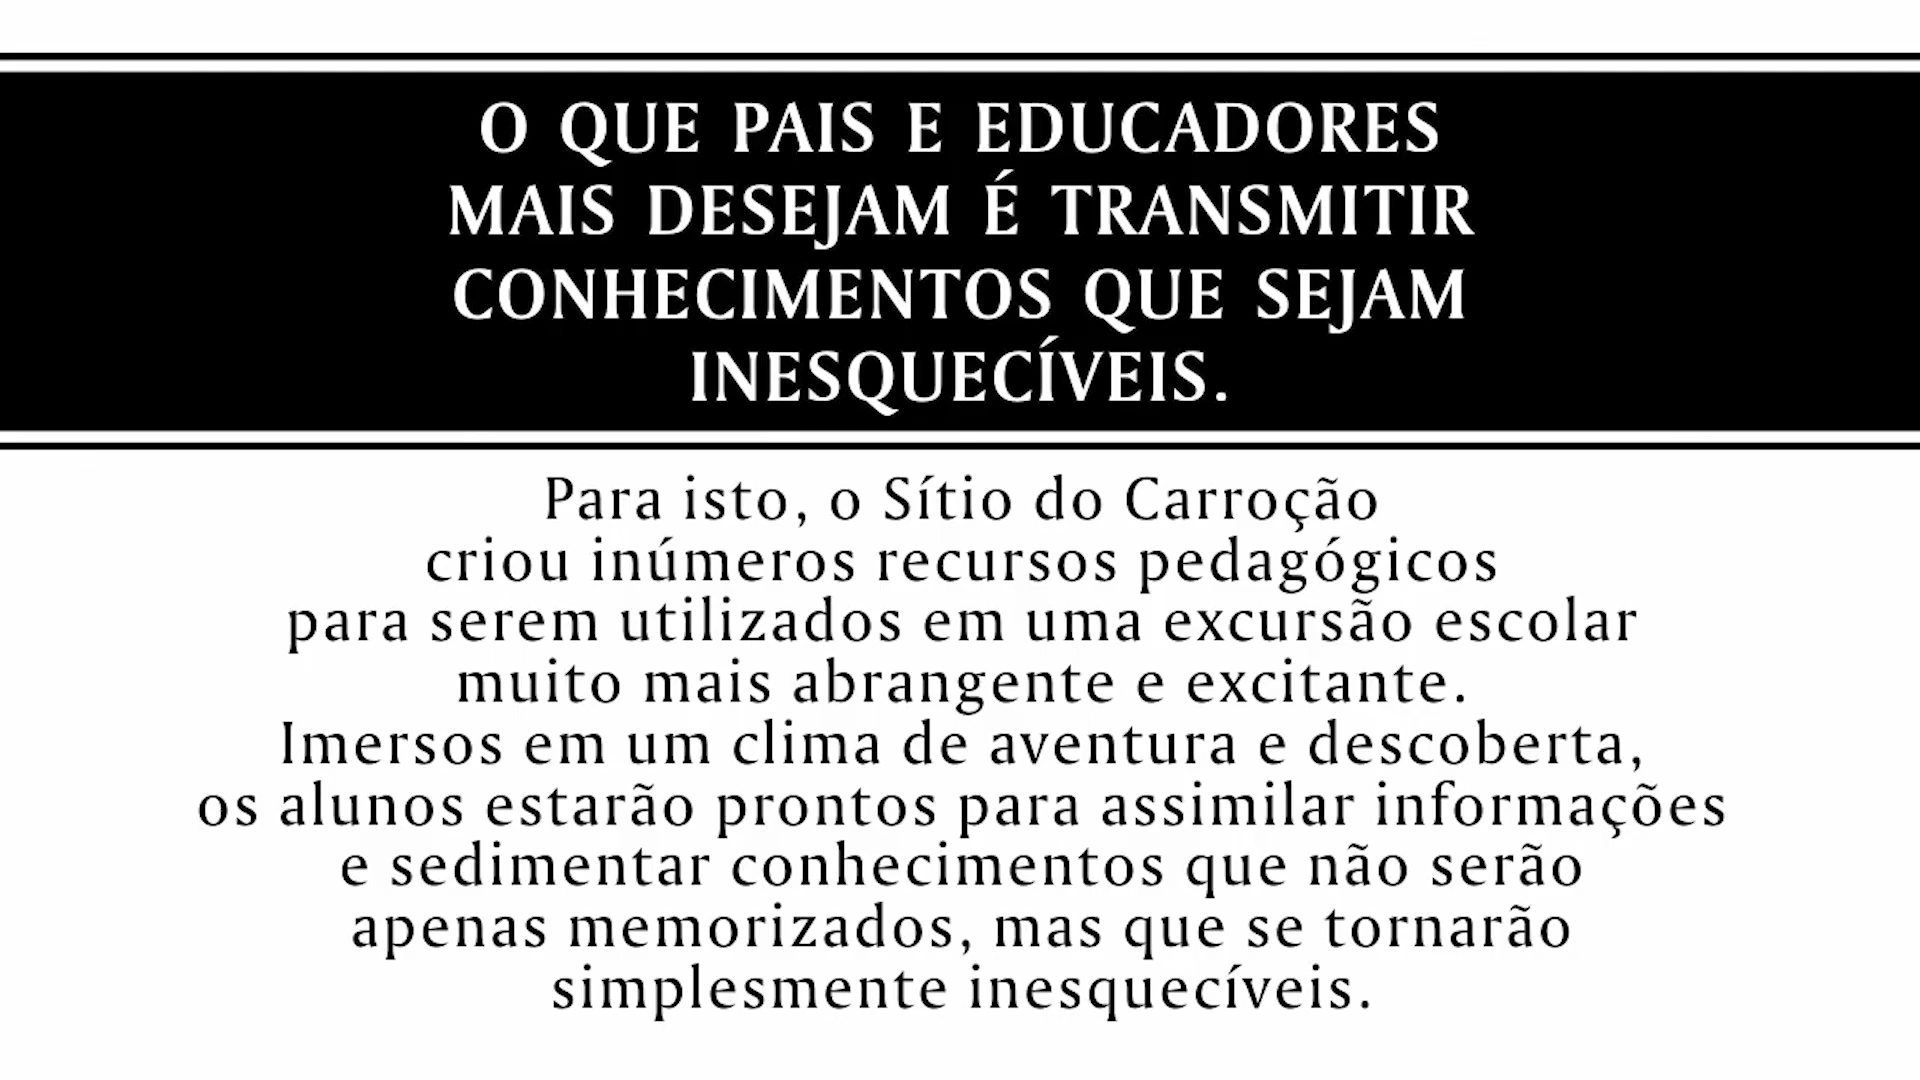 O QUE PAIS E EDUCADORES
MAIS DESEJAM É TRANSMITIR
CONHECIMENTOS QUE SEJAM
INESQUECÍVEIS.
Para isto, o Sítio do Carroção
criou inúmeros recursos pedagógicos
para serem utilizados em uma excursão escolar
muito mais abrangente e excitante.
Imersos em um clima de aventura e descoberta,
os alunos estarão prontos para assimilar informações
e sedimentar conhecimentos que não serão
apenas memorizados, mas que se tornarão
simplesmente inesquecíveis.